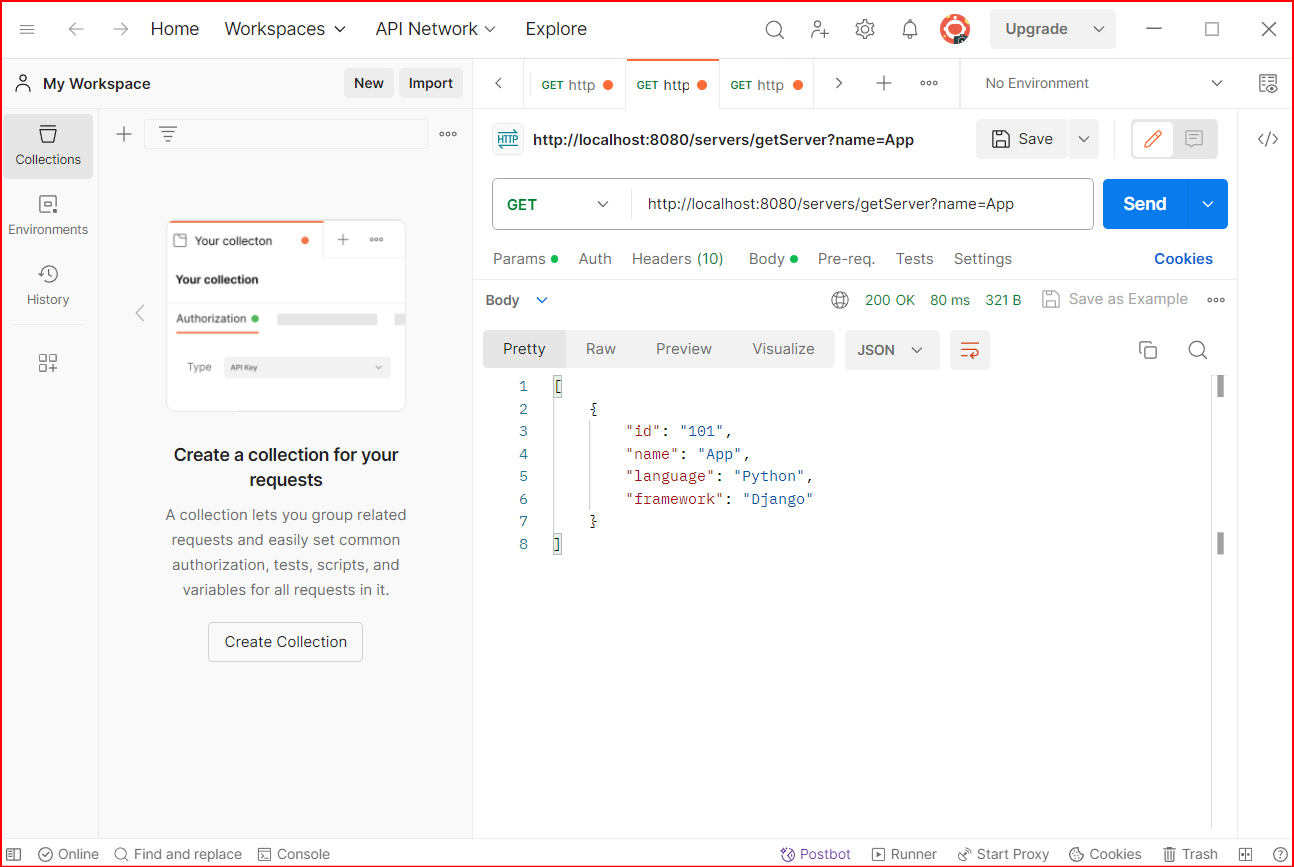 Home Workspaces API Network Explore Upgrade
My Workspace New Import GET http GET http GET http No Environment
Collections
Environments
History
Your collecton
Your collection
Authorization
Type API Key
Create a collection for your
requests
A collection lets you group related
requests and easily set common
authorization, tests, scripts, and
variables for all requests in it.
Create Collection
HTTP http://localhost:8080/servers/getServer?name=App Save
GET http://localhost:8080/servers/getServer?name=App Send
Params Auth Headers (10) Body Pre-req. Tests Settings Cookies
Body 200 OK 80 ms 321 B Save as Example
Pretty Raw Preview Visualize JSON
1 [
2 {
3 "id": "101",
4 "name": "App",
5 "language": "Python",
6 "framework": "Django"
7 }
8 ]
Online Find and replace Console Postbot Runner Start Proxy Cookies Trash